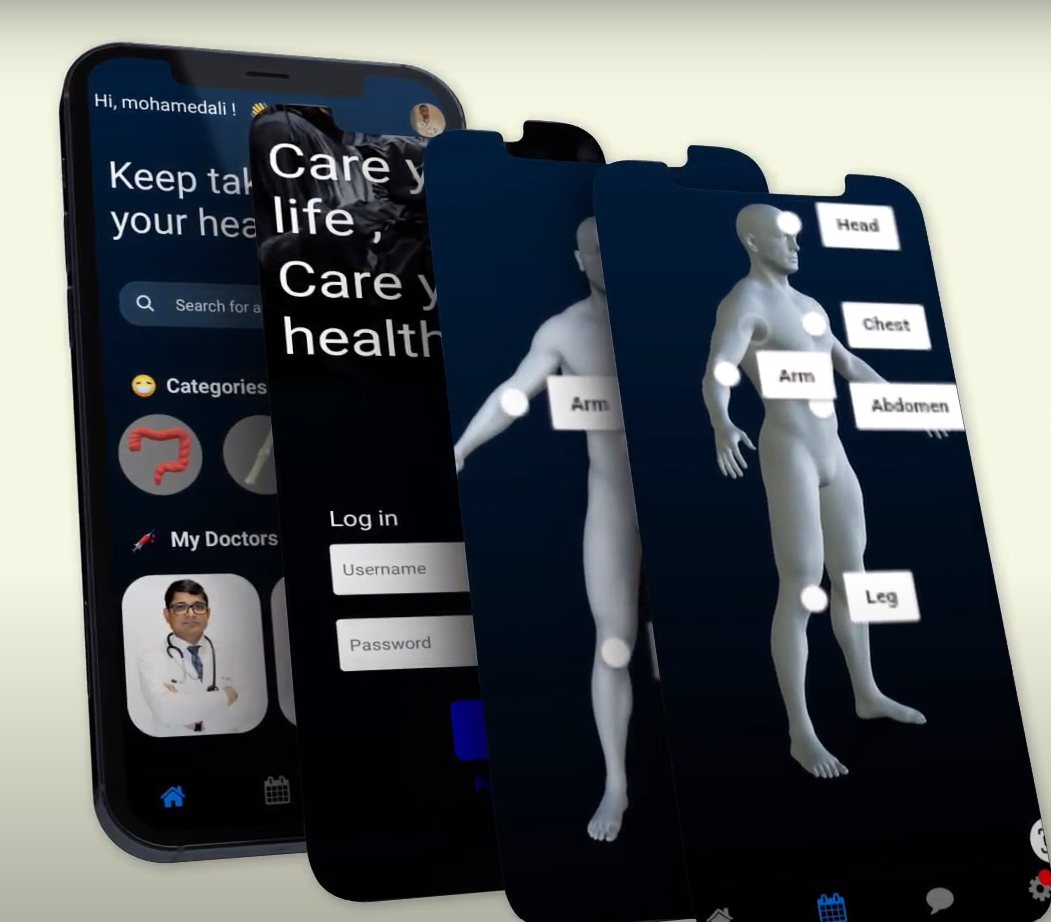 Hi, mohamedali !
Keep tak
your hea
Search for a
Categories
My Doctors
Care y
life ,
Care y
health
Log in
Username
Password
Arm
Head
Chest
Arm
Abdomen
Leg